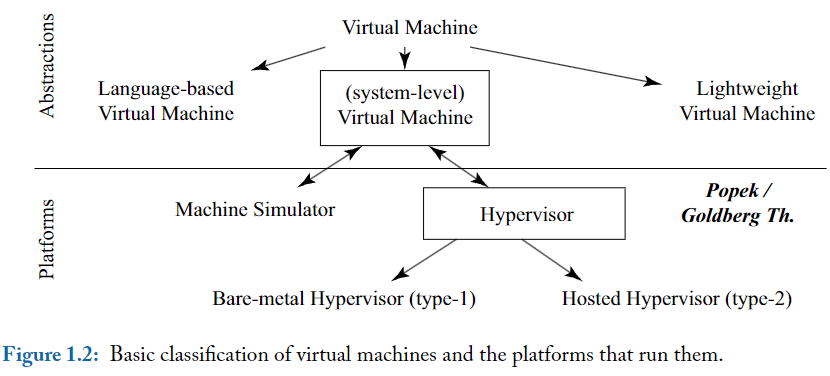 Virtual Machine
Abstractions
Language-based
Virtual Machine
(system-level)
Virtual Machine
Lightweight
Virtual Machine
Platforms
Machine Simulator
Hypervisor
Popek /
Goldberg Th.
Bare-metal Hypervisor (type-1)
Hosted Hypervisor (type-2)
Figure 1.2: Basic classification of virtual machines and the platforms that run them.